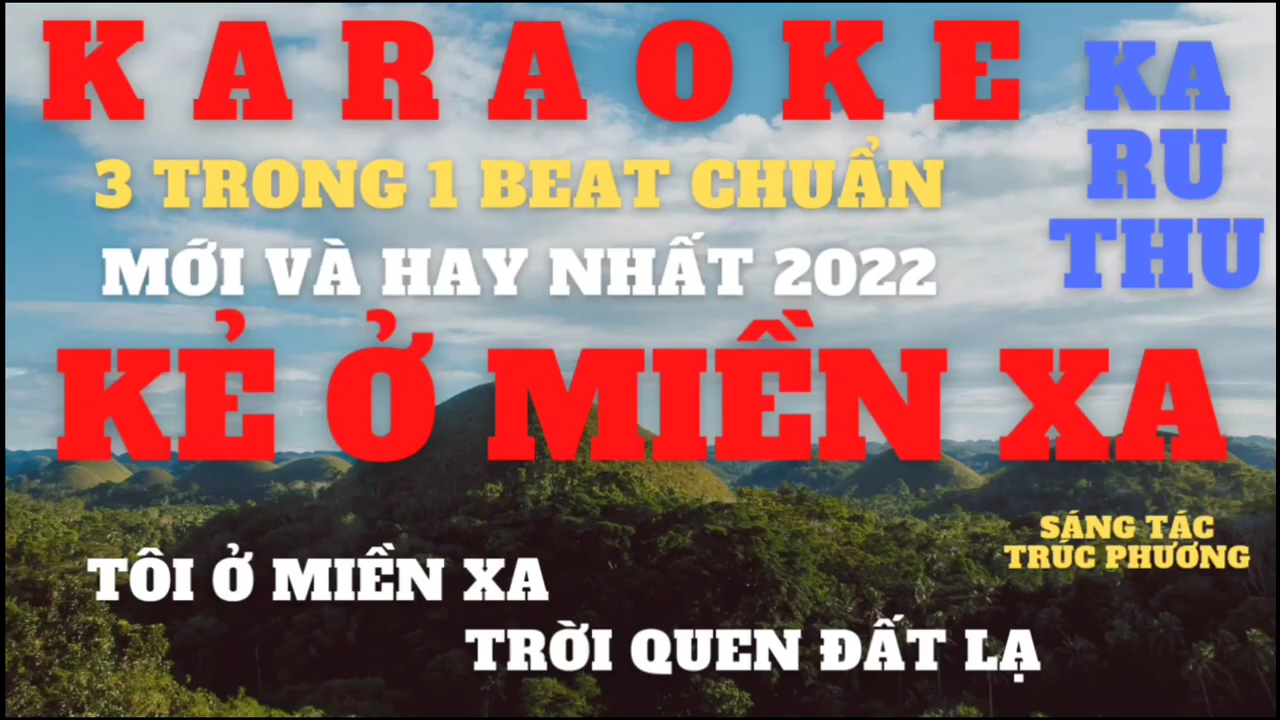 KARAOKE
KA
RU
THU
3 TRONG 1 BEAT CHUẨN
MỚI VÀ HAY NHẤT 2022
KẺ Ở MIỀN XA
SÁNG TÁC
TRÚC PHƯƠNG
TÔI Ở MIỀN XA
TRỜI QUEN ĐẤT LẠ